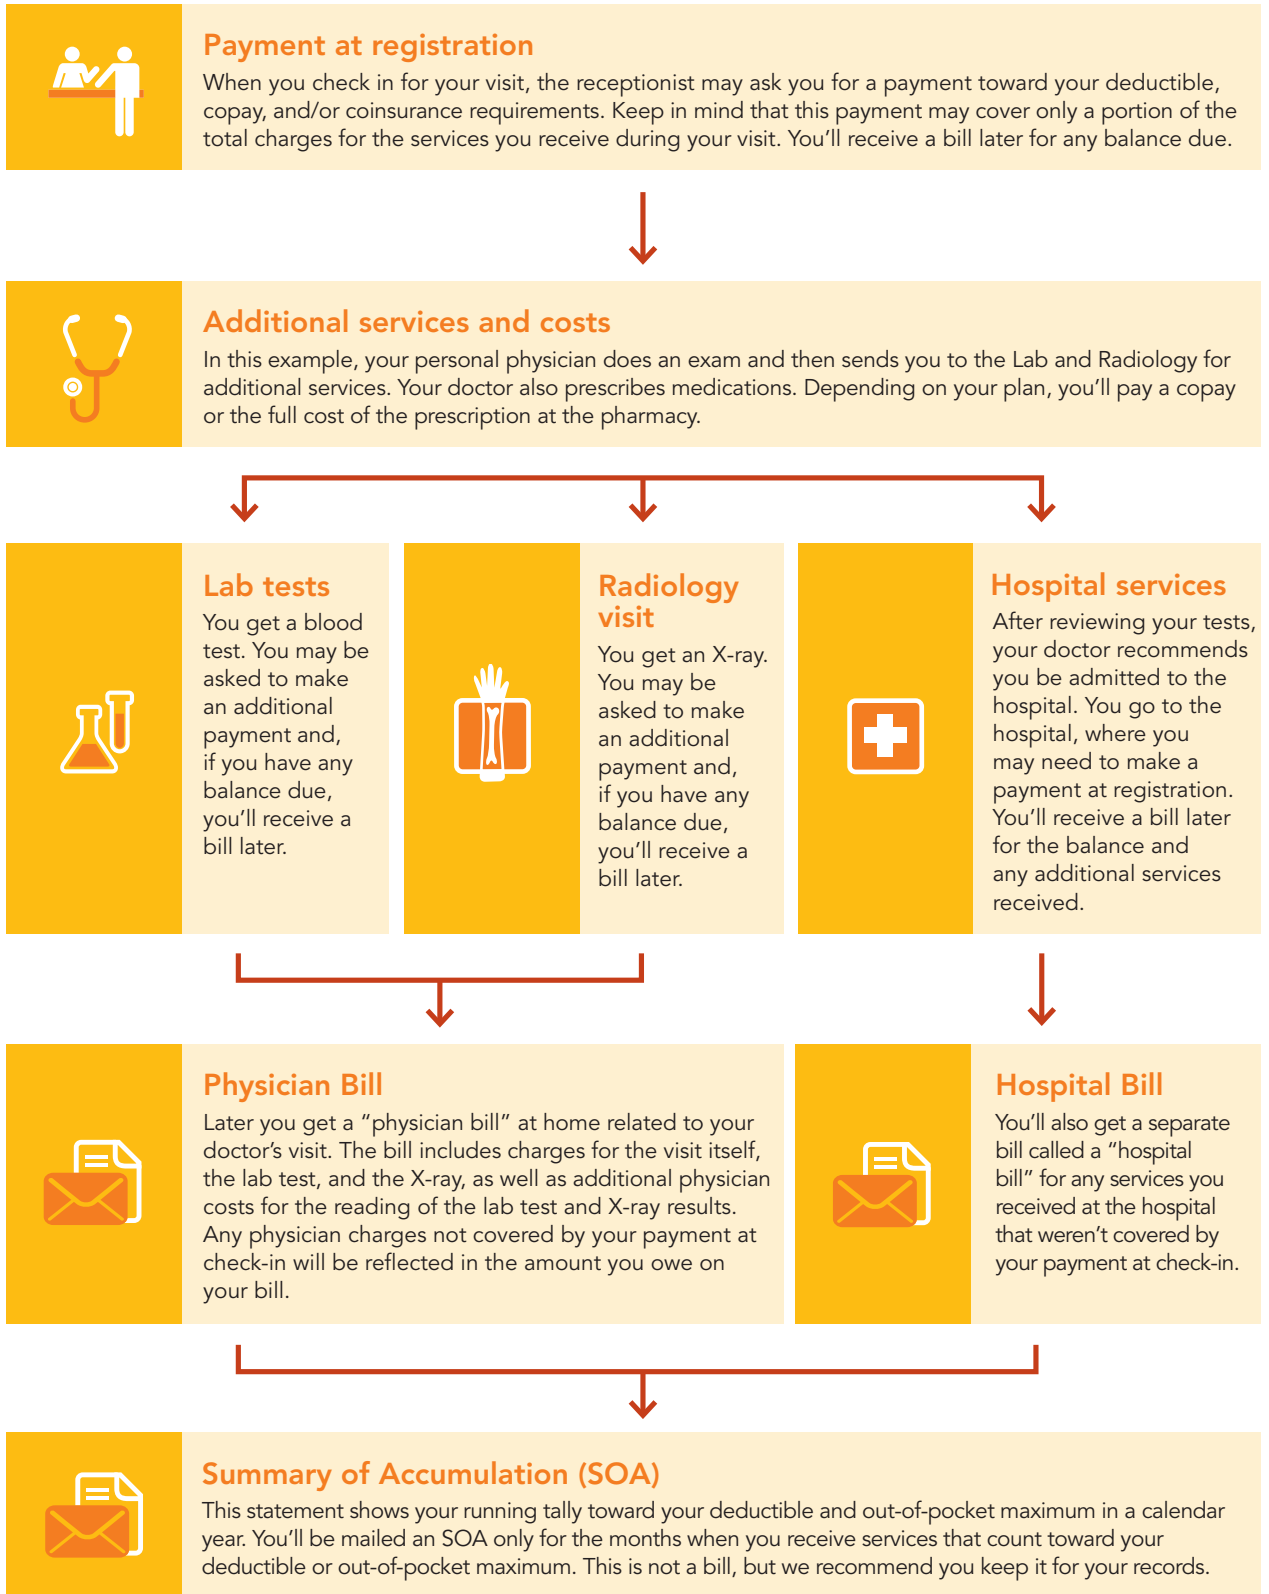 Payment at registration
When you check in for your visit, the receptionist may ask you for a payment toward your deductible,
copay, and/or coinsurance requirements. Keep in mind that this payment may cover only a portion of the
total charges for the services you receive during your visit. You’ll receive a bill later for any balance due.
Additional services and costs
In this example, your personal physician does an exam and then sends you to the Lab and Radiology for
additional services. Your doctor also prescribes medications. Depending on your plan, you’ll pay a copay
or the full cost of the prescription at the pharmacy.
Lab tests
You get a blood
test. You may be
asked to make
an additional
payment and,
if you have any
balance due,
you’ll receive a
bill later.
Radiology
visit
You get an X-ray.
You may be
asked to make
an additional
payment and,
if you have any
balance due,
you’ll receive a
bill later.
Hospital services
After reviewing your tests,
your doctor recommends
you be admitted to the
hospital. You go to the
hospital, where you
may need to make a
payment at registration.
You’ll receive a bill later
for the balance and
any additional services
received.
Physician Bill
Later you get a “physician bill” at home related to your
doctor’s visit. The bill includes charges for the visit itself,
the lab test, and the X-ray, as well as additional physician
costs for the reading of the lab test and X-ray results.
Any physician charges not covered by your payment at
check-in will be reflected in the amount you owe on
your bill.
Hospital Bill
You’ll also get a separate
bill called a “hospital
bill” for any services you
received at the hospital
that weren’t covered by
your payment at check-in.
Summary of Accumulation (SOA)
This statement shows your running tally toward your deductible and out-of-pocket maximum in a calendar
year. You’ll be mailed an SOA only for the months when you receive services that count toward your
deductible or out-of-pocket maximum. This is not a bill, but we recommend you keep it for your records.